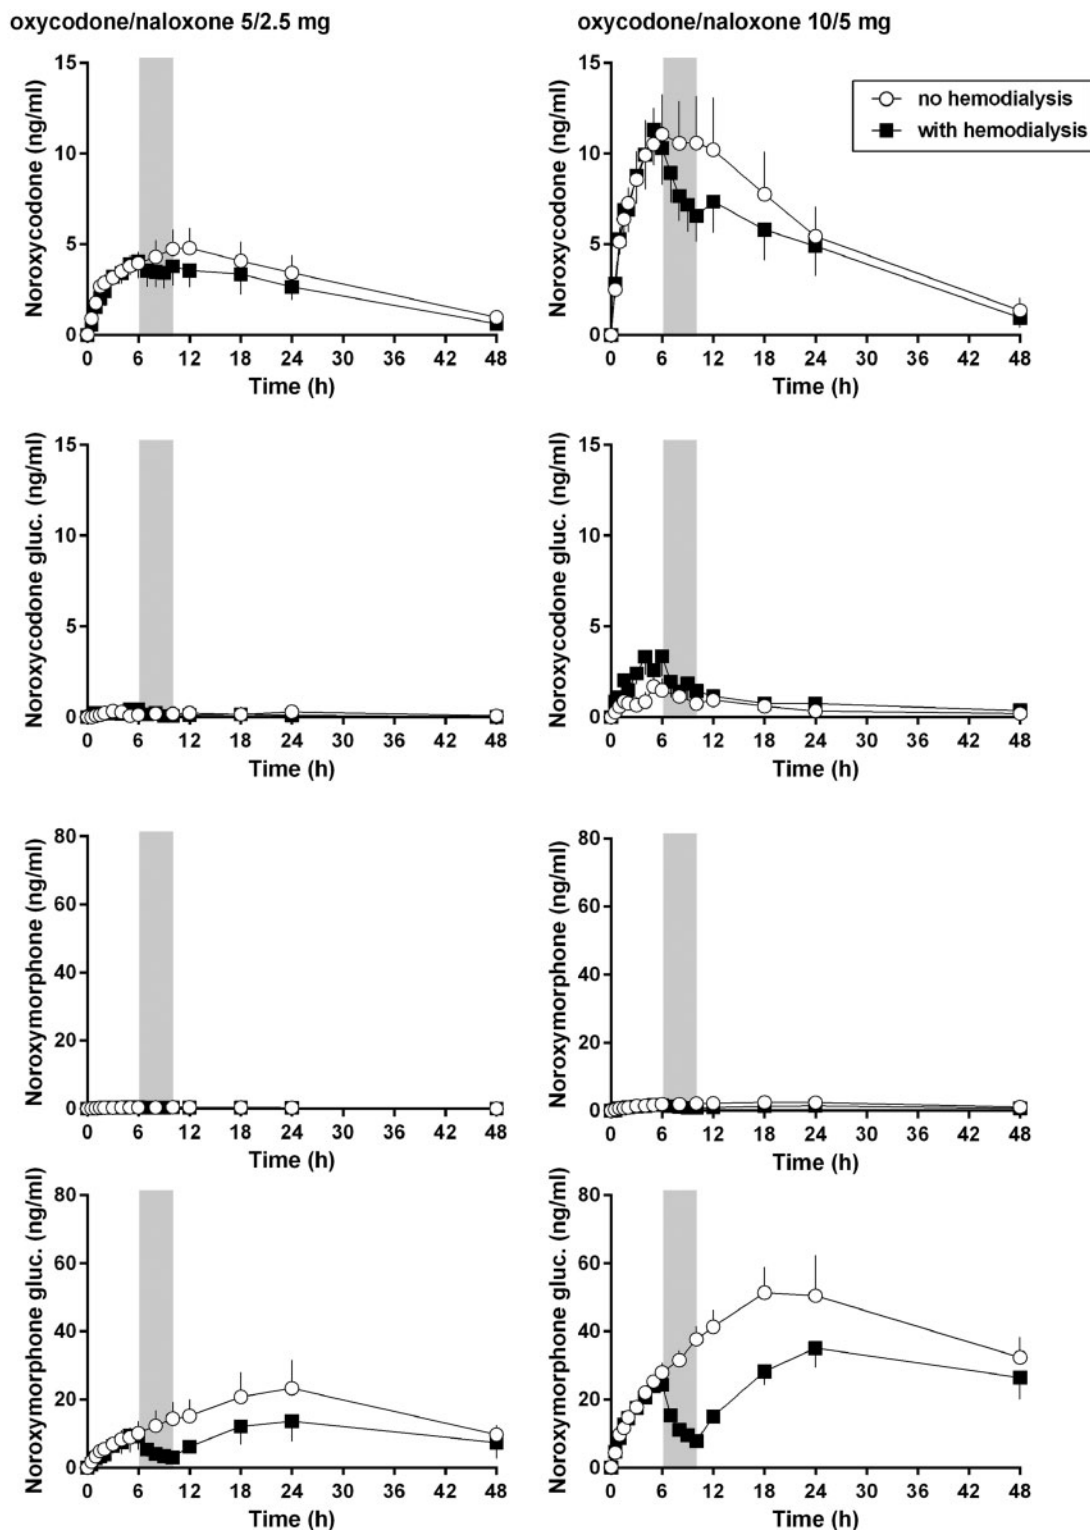 oxycodone/naloxone 5/2.5 mg
oxycodone/naloxone 10/5 mg
Noroxycodone (ng/ml)
15
10
5
0
0 6 12 18 24 30 36 42 48
Time (h)
Noroxycodone (ng/ml)
15
10
5
0
0 6 12 18 24 30 36 42 48
Time (h)
no hemodialysis
with hemodialysis
Noroxycodone gluc. (ng/ml)
15
10
5
0
0 6 12 18 24 30 36 42 48
Time (h)
Noroxycodone gluc. (ng/ml)
15
10
5
0
0 6 12 18 24 30 36 42 48
Time (h)
Noroxymorphone (ng/ml)
80
60
40
20
0
0 6 12 18 24 30 36 42 48
Time (h)
Noroxymorphone (ng/ml)
80
60
40
20
0
0 6 12 18 24 30 36 42 48
Time (h)
Noroxymorphone gluc. (ng/ml)
80
60
40
20
0
0 6 12 18 24 30 36 42 48
Time (h)
Noroxymorphone gluc. (ng/ml)
80
60
40
20
0
0 6 12 18 24 30 36 42 48
Time (h)